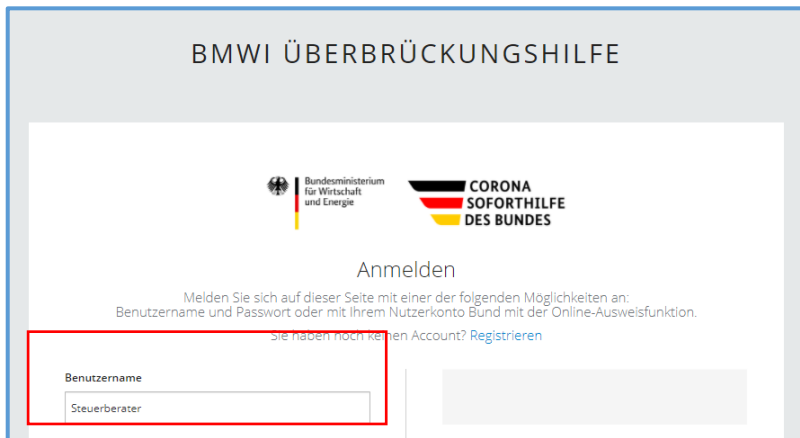 BMWI ÜBERBRÜCKUNGSHILFE
Bundesministerium
für Wirtschaft
und Energie
CORONA
SOFORTHILFE
DES BUNDES
Anmelden
Melden Sie sich auf dieser Seite mit einer der folgenden Möglichkeiten an:
Benutzername und Passwort oder mit Ihrem Nutzerkonto Bund mit der Online-Ausweisfunktion.
Sie haben noch keinen Account? Registrieren
Benutzername
Steuerberater